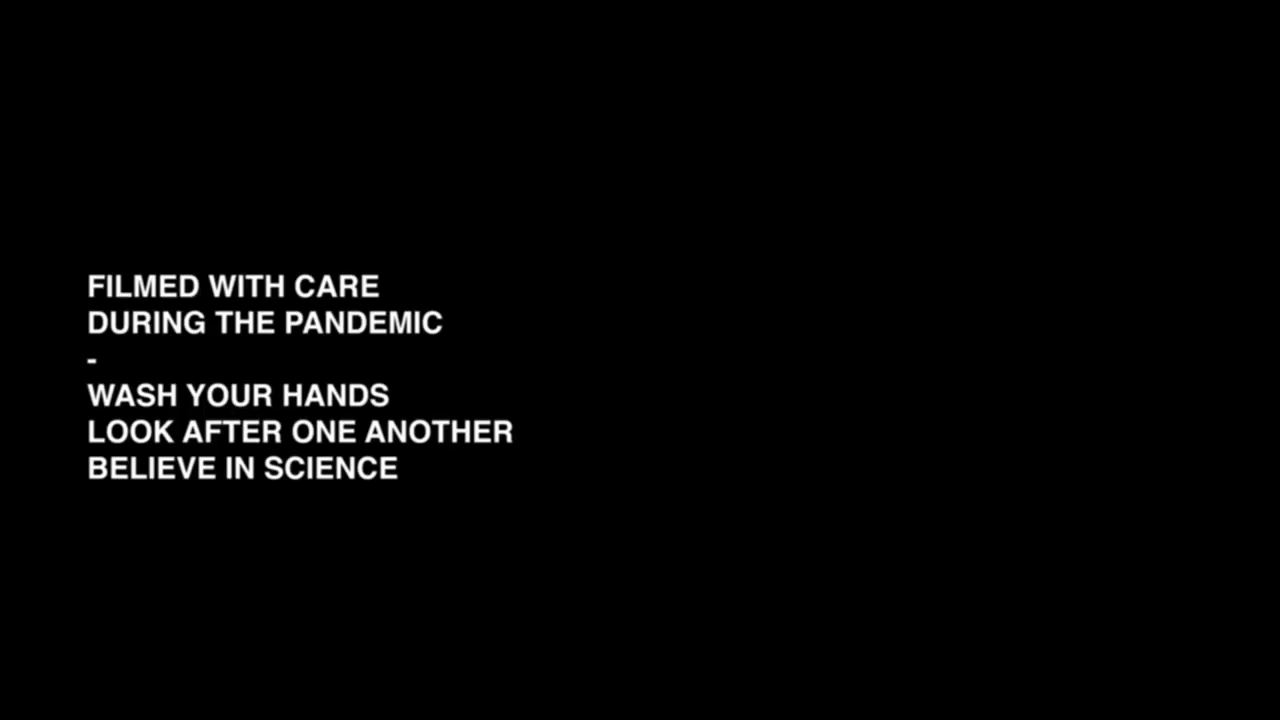 FILMED WITH CARE
DURING THE PANDEMIC
-
WASH YOUR HANDS
LOOK AFTER ONE ANOTHER
BELIEVE IN SCIENCE